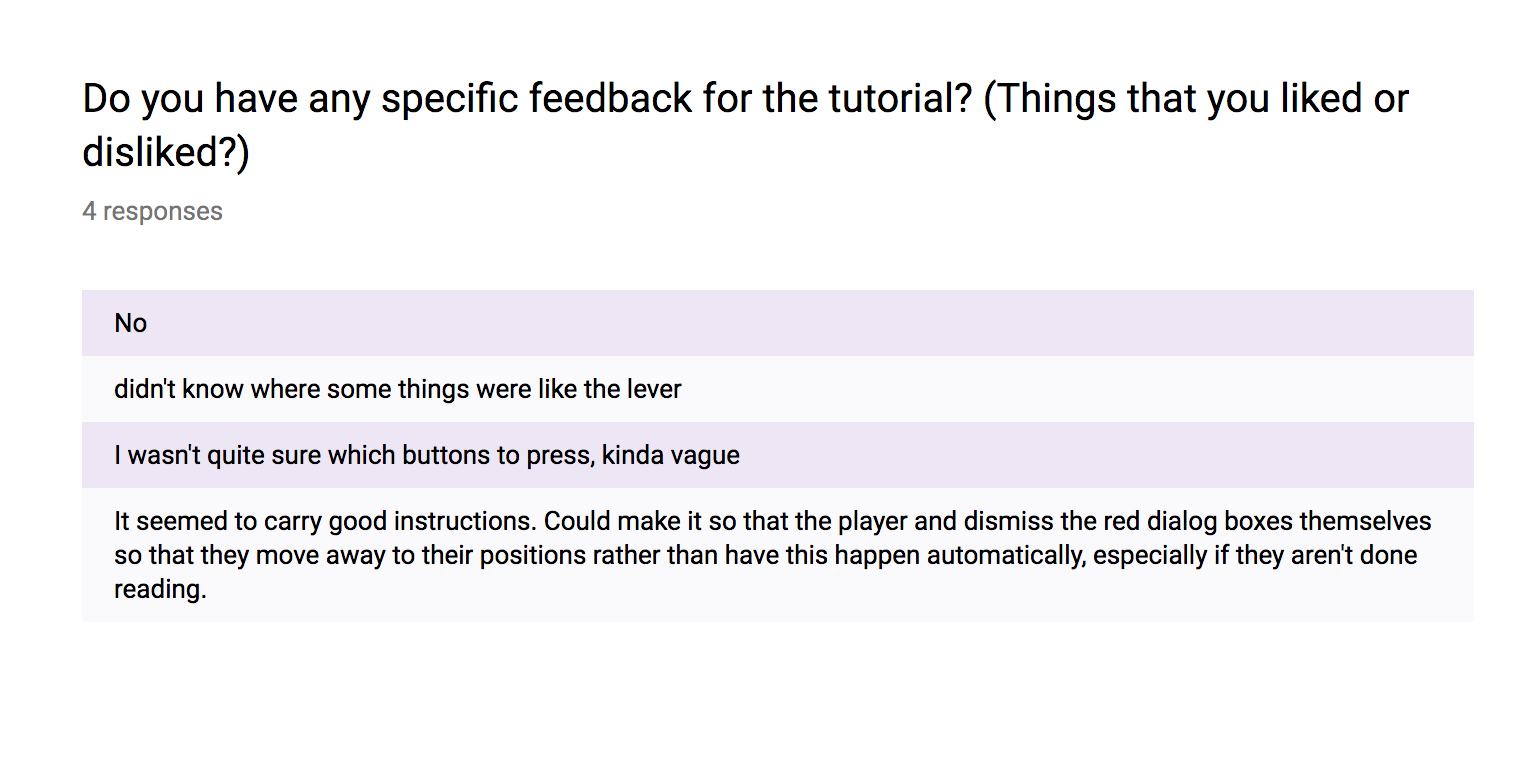 Do you have any specific feedback for the tutorial? (Things that you liked or
disliked?)
4 responses
No
didn't know where some things were like the lever
I wasn't quite sure which buttons to press, kinda vague
It seemed to carry good instructions. Could make it so that the player and dismiss the red dialog boxes themselves
so that they move away to their positions rather than have this happen automatically, especially if they aren't done
reading.